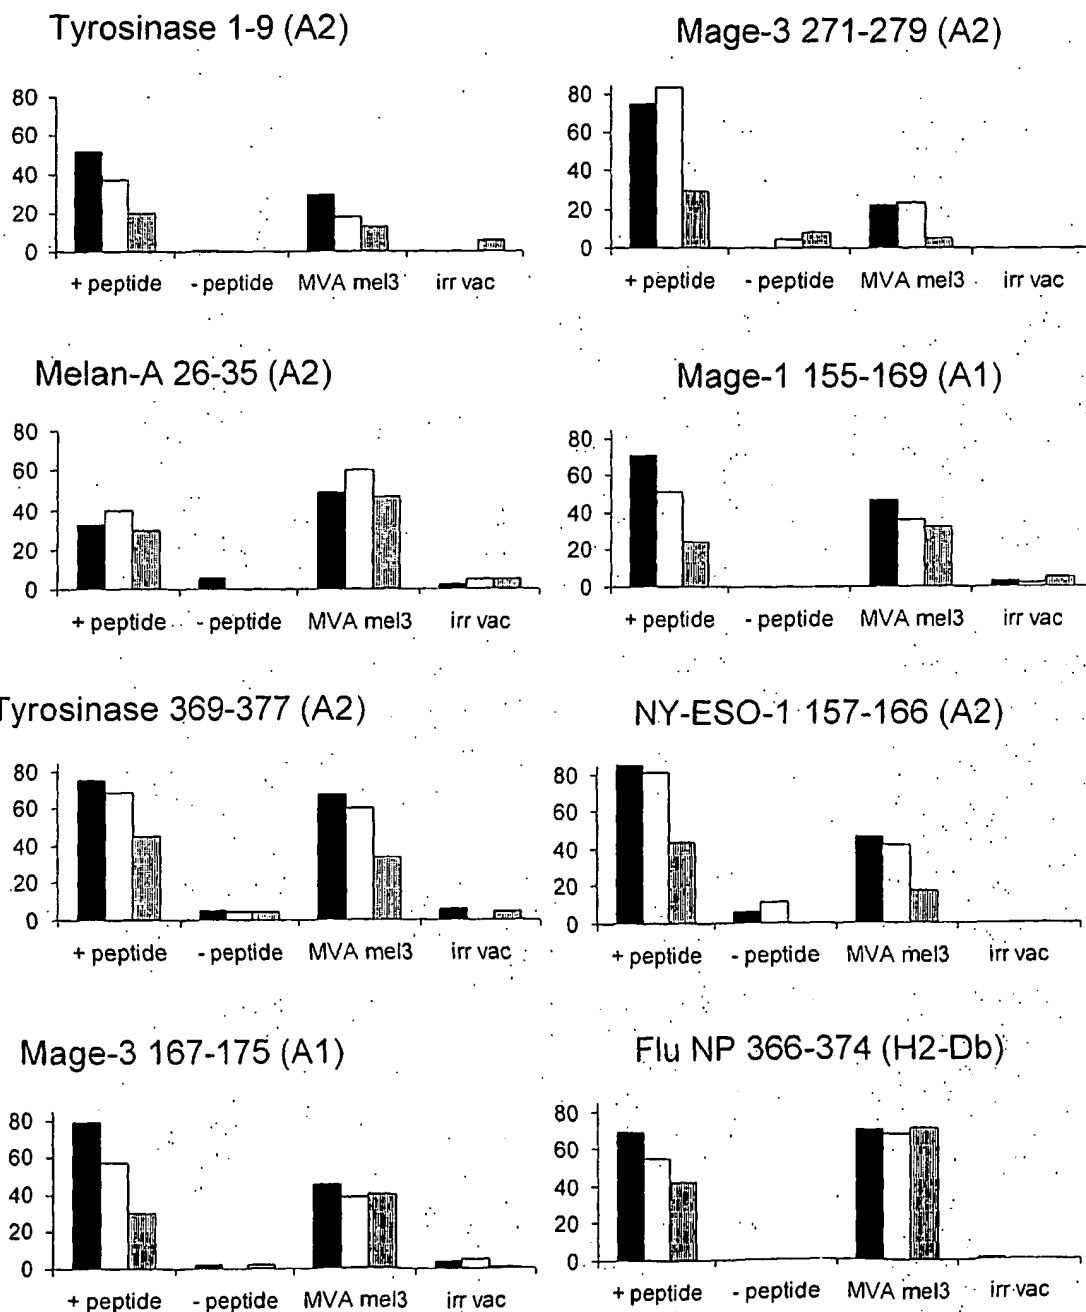 Tyrosinase 1-9 (A2)
80
60
40
20
0
+ peptide - peptide MVA mel3 irr vac
Mage-3 271-279 (A2)
80
60
40
20
0
+ peptide - peptide MVA mel3 irr vac
Melan-A 26-35 (A2)
80
60
40
20
0
+ peptide - peptide MVA mel3 irr vac
Mage-1 155-169 (A1)
80
60
40
20
0
+ peptide - peptide MVA mel3 irr vac
Tyrosinase 369-377 (A2)
80
60
40
20
0
+ peptide - peptide MVA mel3 irr vac
NY-ESO-1 157-166 (A2)
80
60
40
20
0
+ peptide - peptide MVA mel3 irr vac
Mage-3 167-175 (A1)
80
60
40
20
0
+ peptide - peptide MVA mel3 irr vac
Flu NP 366-374 (H2-Db)
80
60
40
20
0
+ peptide - peptide MVA mel3 irr vac